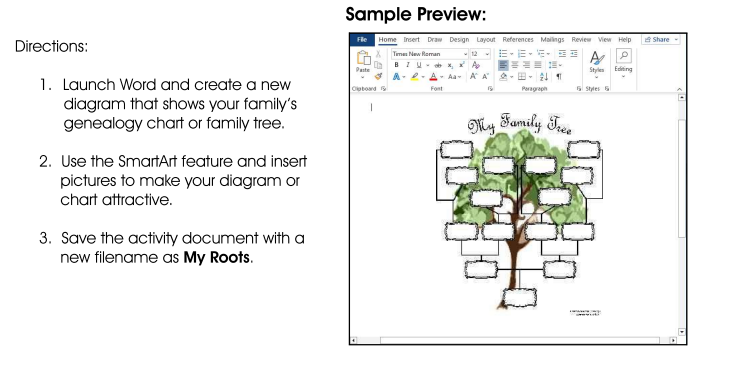 Sample Preview:
Directions:
1. Launch Word and create a new
diagram that shows your family's
genealogy chart or family tree.
2. Use the SmartArt feature and insert
pictures to make your diagram or
chart attractive.
3. Save the activity document with a
new filename as My Roots.
File Home Insert Draw Design Layout References Mailings Review View Help Share
Times New Roman 12
Paste
B I U ab x₂ x² A
A A Aa A A
Styles Editing
Clipboard Font Paragraph Styles
My Family Tree